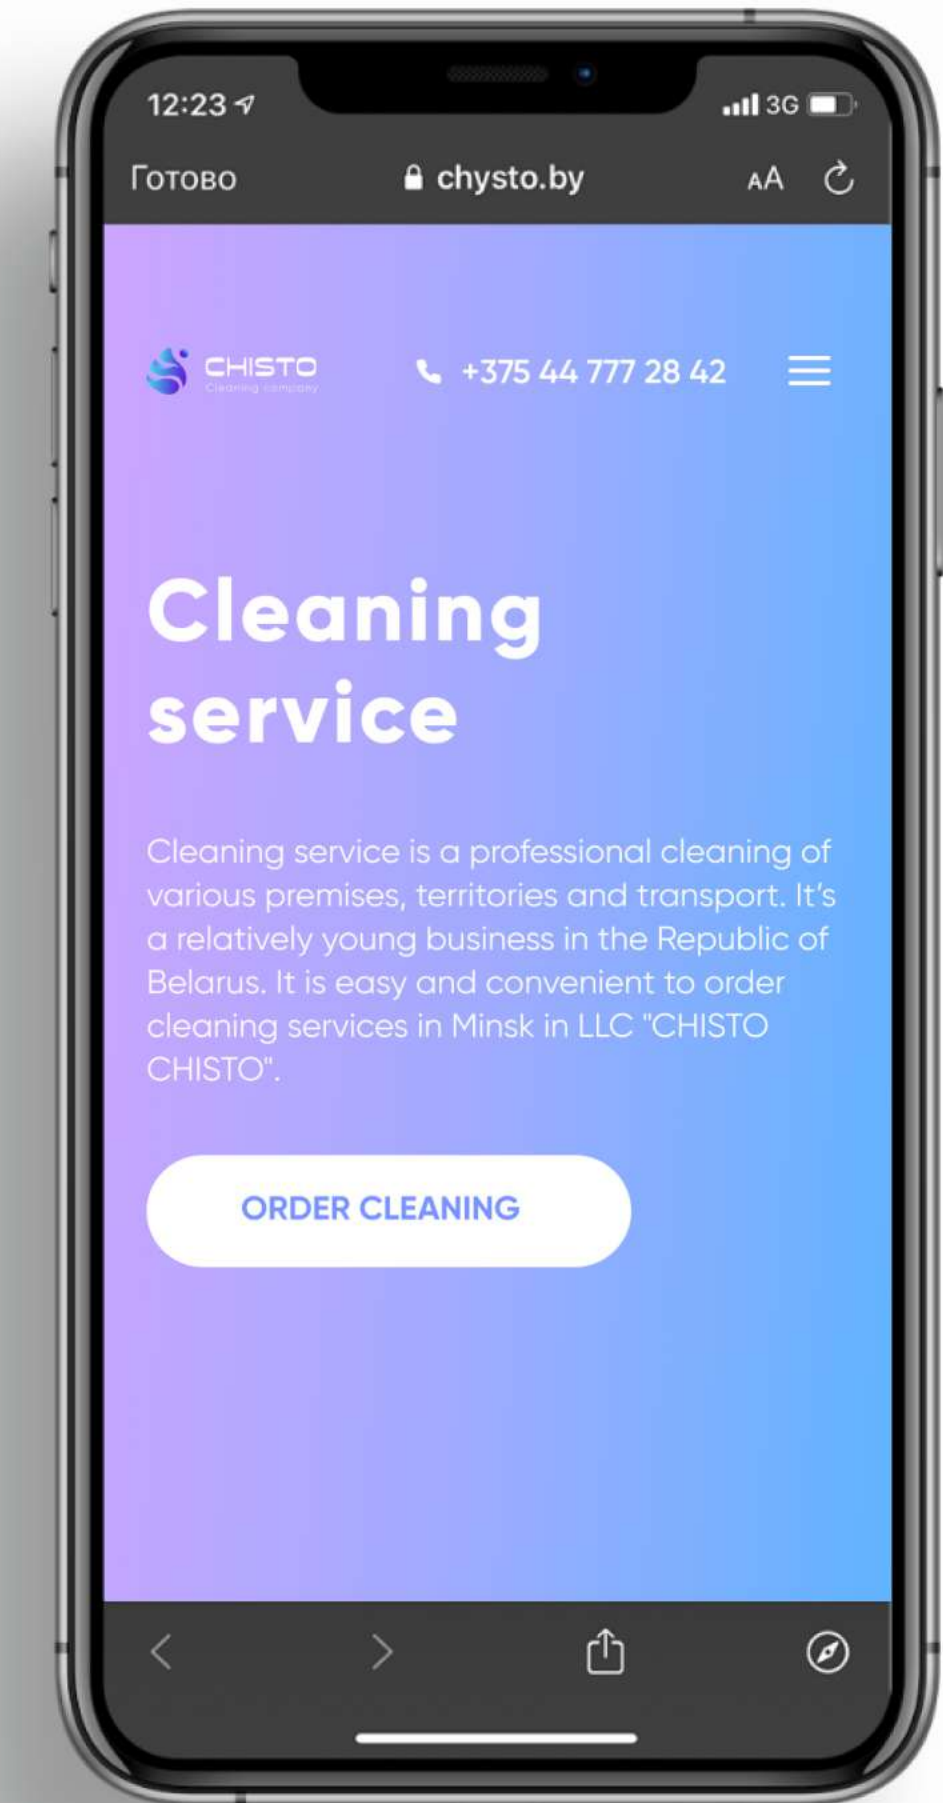 12:23
3G
Готово
chysto.by
AA
CHISTO
Cleaning company
+375 44 777 28 42
Cleaning
service
Cleaning service is a professional cleaning of
various premises, territories and transport. It's
a relatively young business in the Republic of
Belarus. It is easy and convenient to order
cleaning services in Minsk in LLC "CHISTO
CHISTO".
ORDER CLEANING